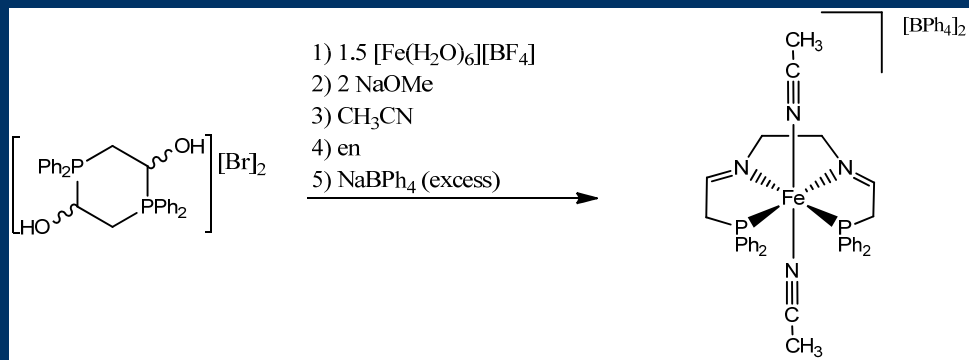 1) 1.5 [Fe(H2O)6][BF4]
2) 2 NaOMe
3) CH3CN
4) en
5) NaBPh4 (excess)
Ph2P
OH
PPh2
HO
[Br]2
[BPh4]2
CH3
C
N
N
N
Fe
P
Ph2
P
Ph2
N
C
CH3